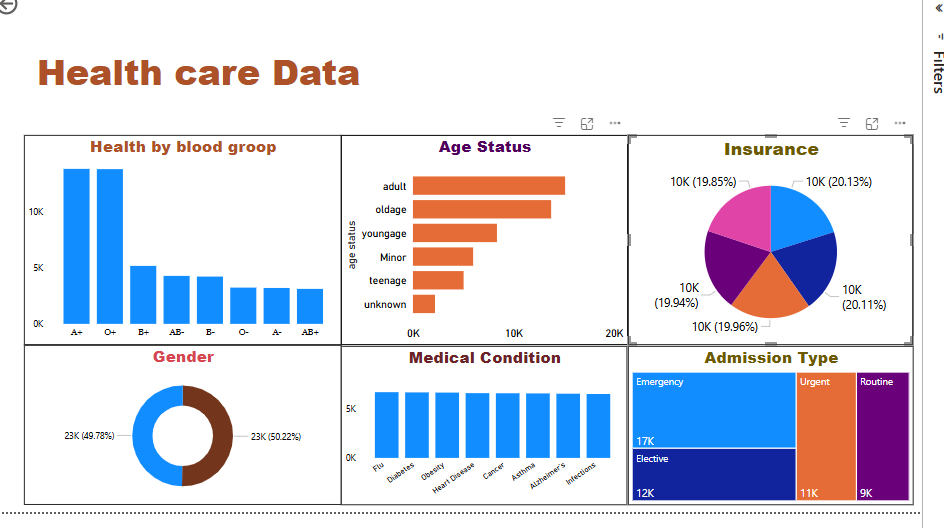 Filters
Health care Data
Health by blood groop
10K
5K
0K
A+ O+ B+ AB- B- O- A- AB+
Age Status
age status
adult
oldage
youngage
Minor
teenage
unknown
0K 10K 20K
Insurance
10K (19.85%) 10K (20.13%)
10K
(19.94%)
10K
(20.11%)
10K (19.96%)
Gender
23K (49.78%) 23K (50.22%)
Medical Condition
5K
0K
Flu Diabetes Obesity Heart Disease Cancer Asthma Alzheimer's Infections
Admission Type
Emergency
17K
Elective
12K
Urgent
11K
Routine
9K